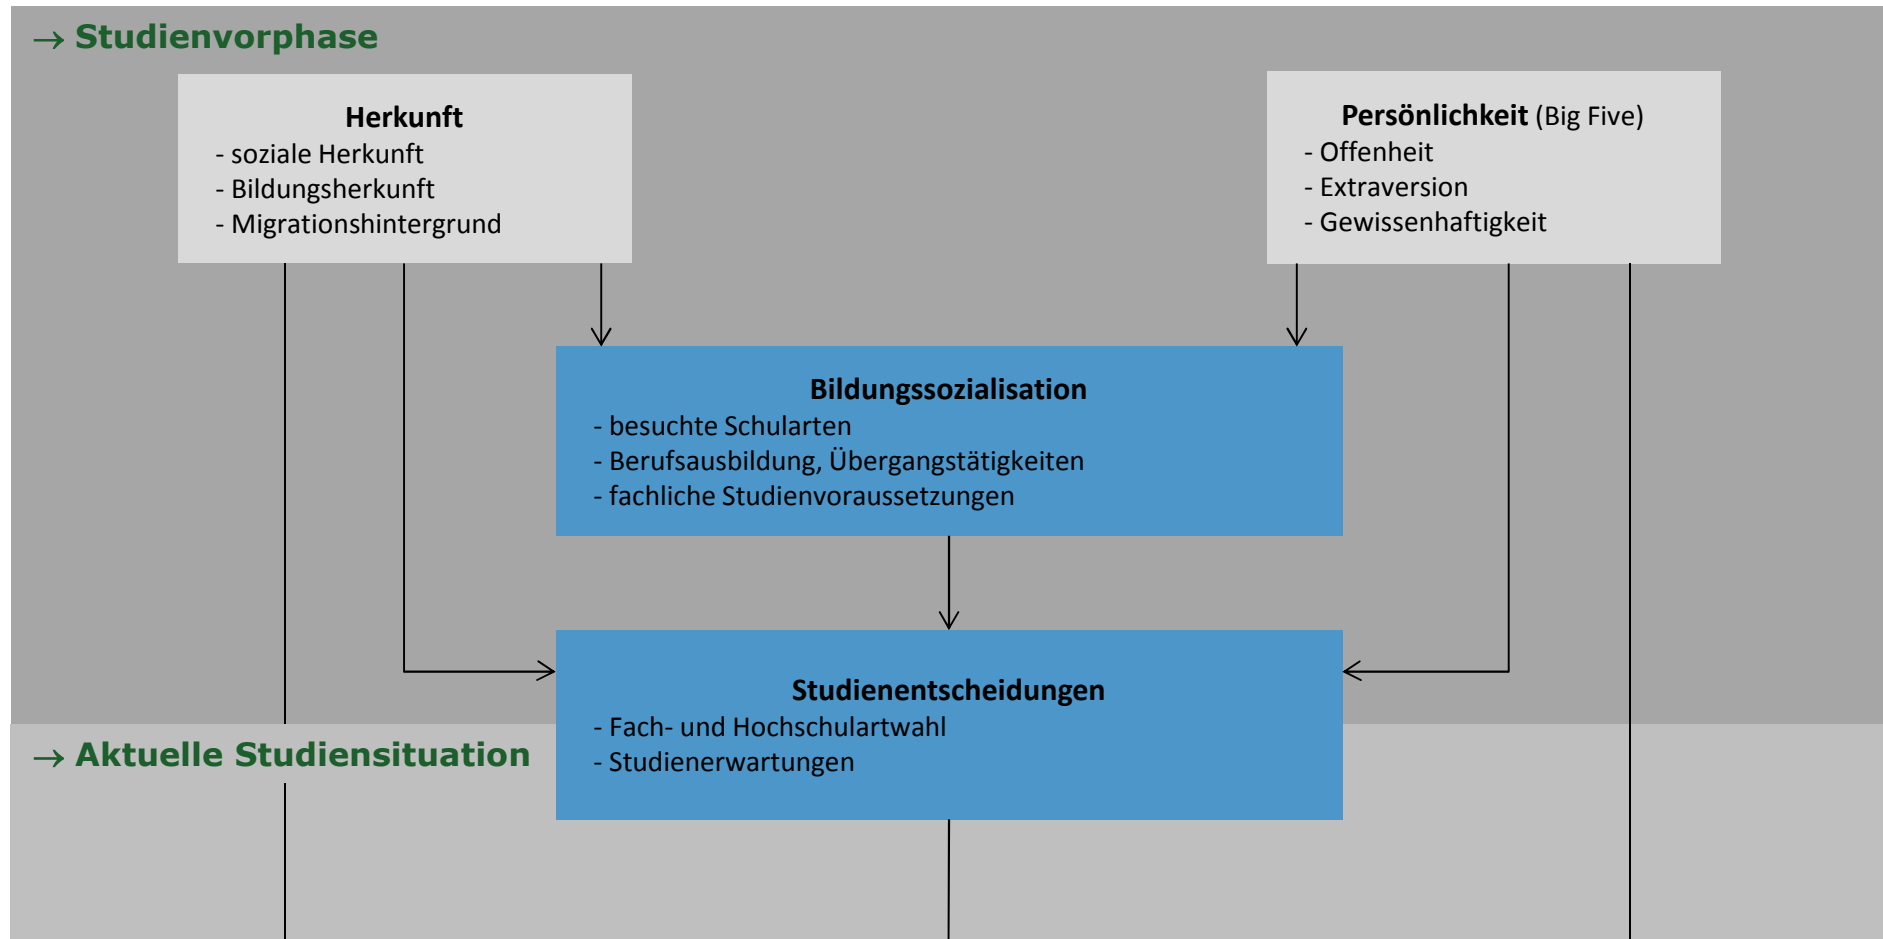 → Studienvorphase
Herkunft
- soziale Herkunft
- Bildungsherkunft
- Migrationshintergrund
Persönlichkeit (Big Five)
- Offenheit
- Extraversion
- Gewissenhaftigkeit
Bildungssozialisation
- besuchte Schularten
- Berufsausbildung, Übergangstätigkeiten
- fachliche Studienvoraussetzungen
Studienentscheidungen
- Fach- und Hochschulartwahl
- Studienerwartungen
→ Aktuelle Studiensituation